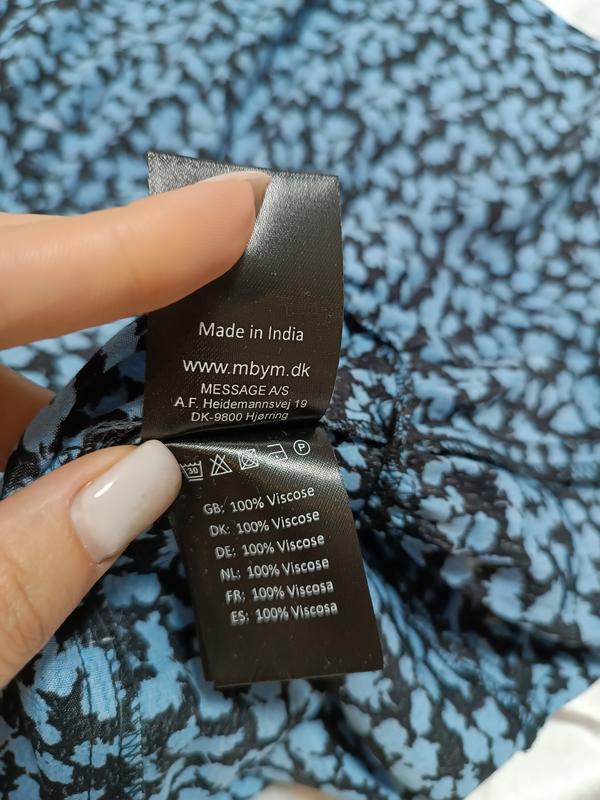 Made in India
www.mbym.dk
MESSAGE A/S
A.F. Heidemannsvej 19
DK-9800 Hjørring
30 P
GB: 100% Viscose
DK: 100% Viscose
DE: 100% Viscose
NL: 100% Viscose
FR: 100% Viscosa
ES: 100% Viscosa